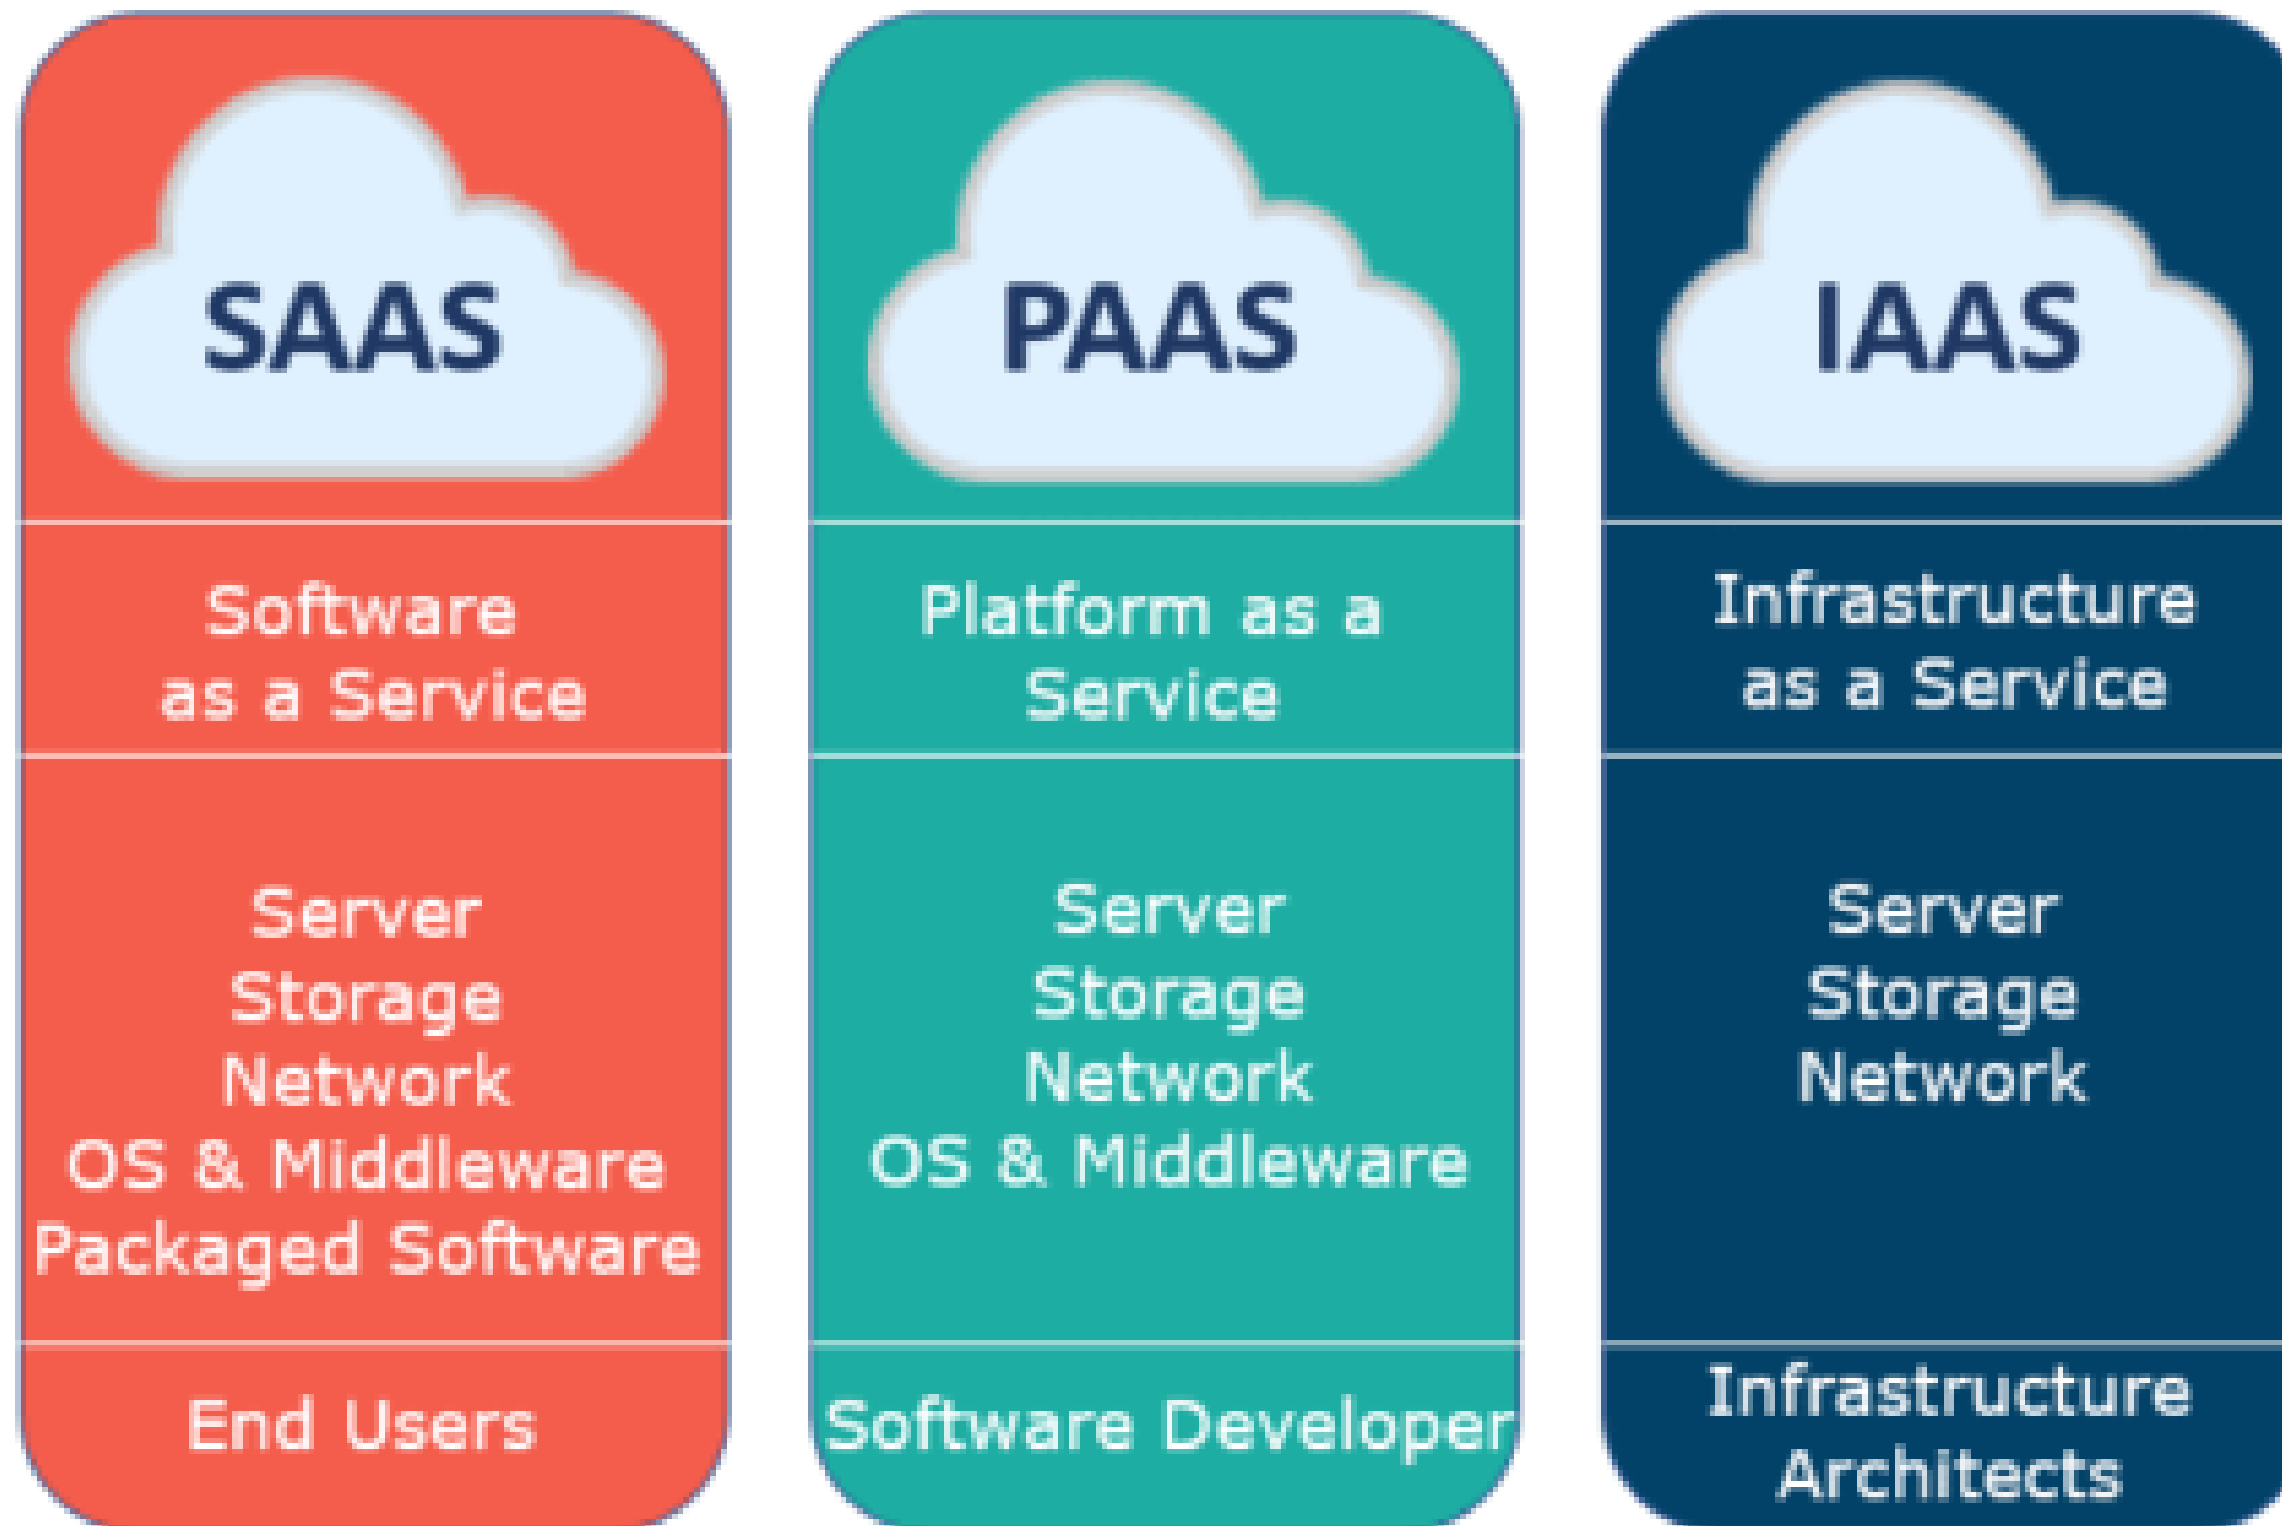 SAAS
Software
as a Service
Server
Storage
Network
OS & Middleware
Packaged Software
End Users
PAAS
Platform as a
Service
Server
Storage
Network
OS & Middleware
Software Developer
IAAS
Infrastructure
as a Service
Server
Storage
Network
Infrastructure
Architects